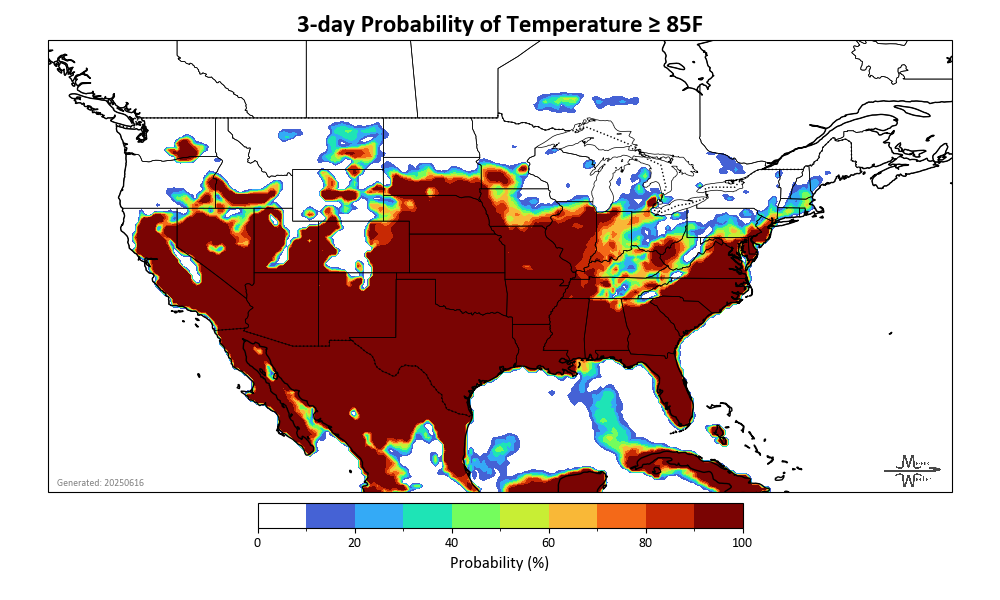 3-day Probability of Temperature ≥ 85F
Generated: 20250616
0 20 40 60 80 100
Probability (%)